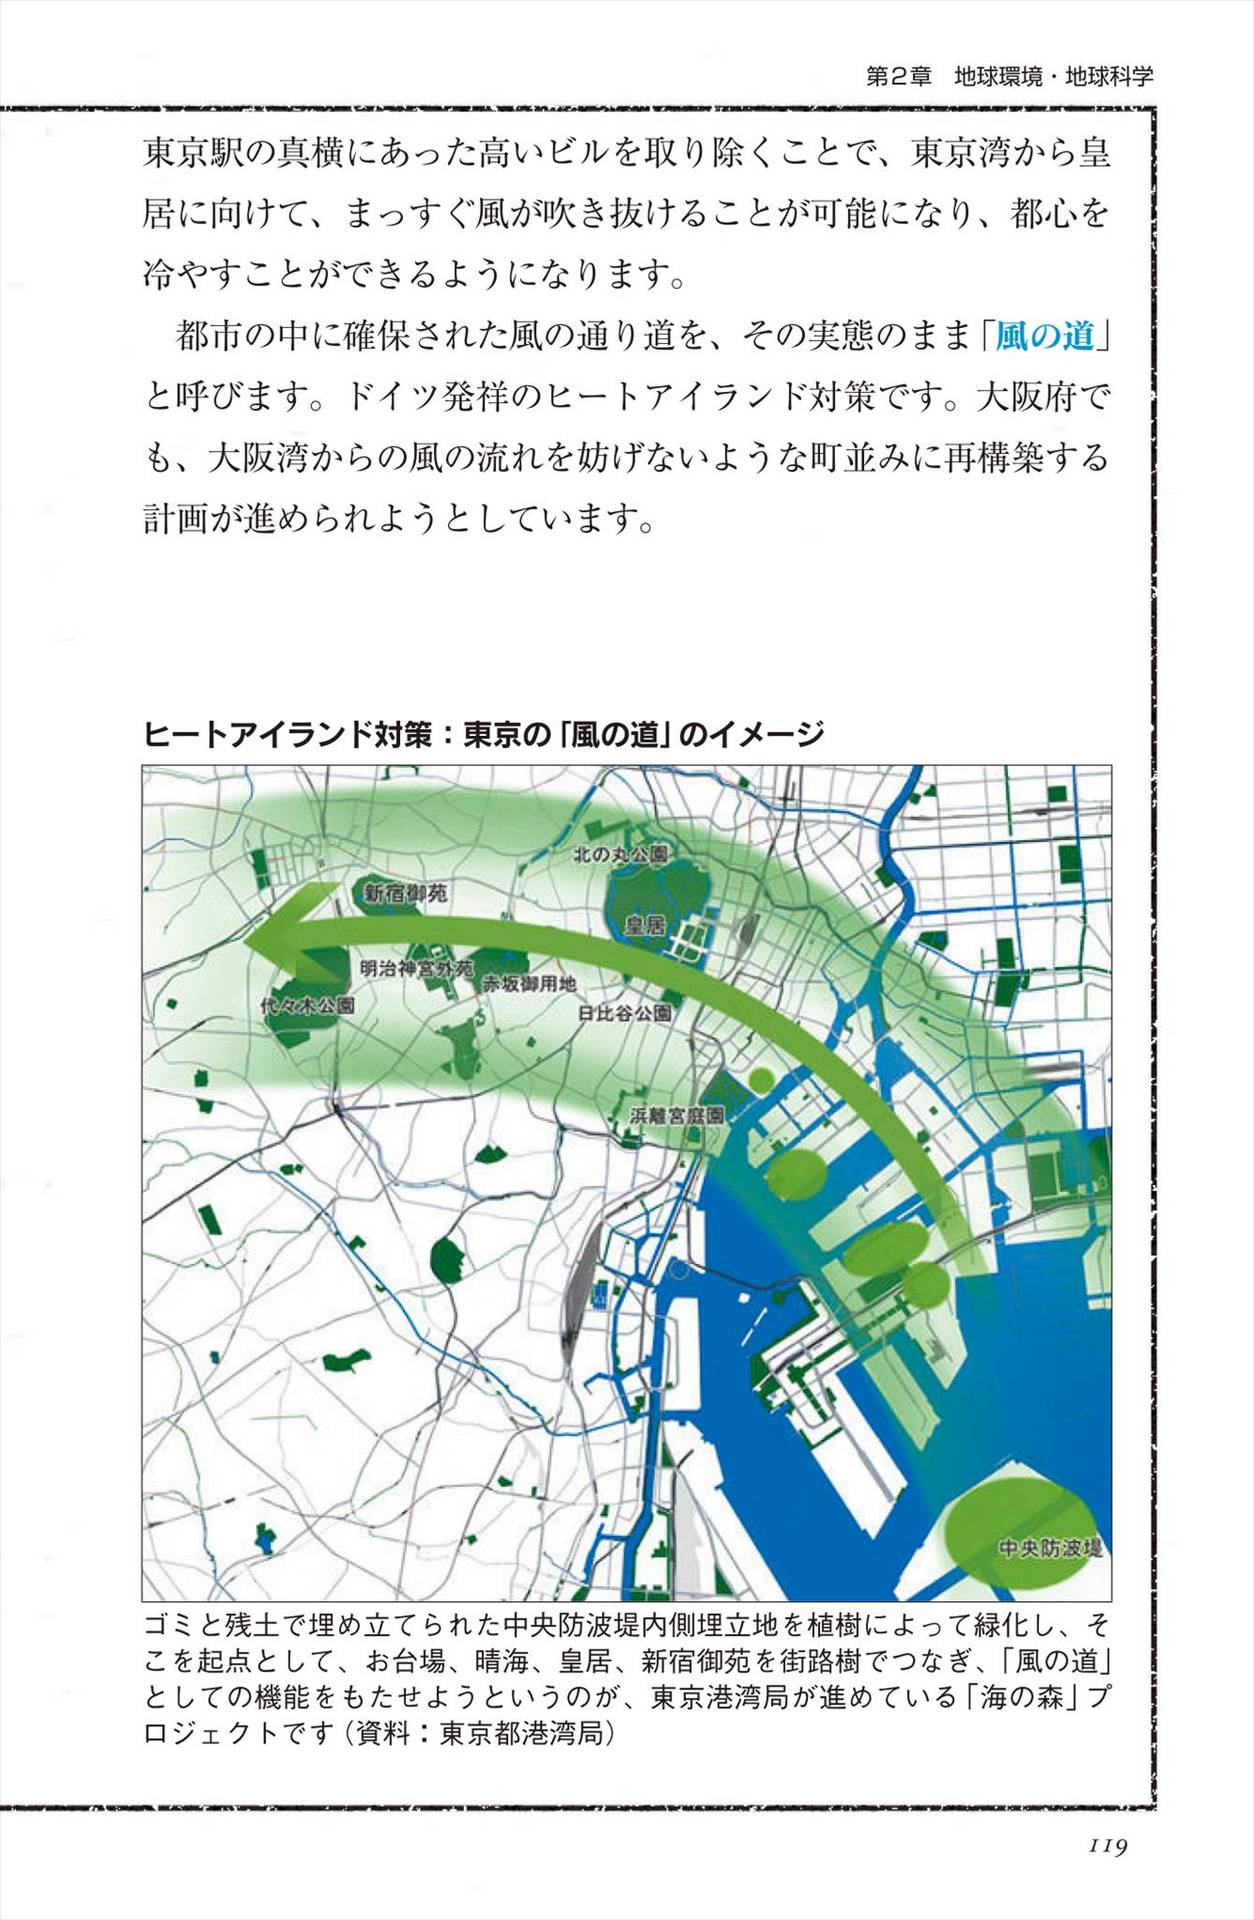 第2章　地球環境・地球科学
東京駅の真横にあった高いビルを取り除くことで、東京湾から皇
居に向けて、まっすぐ風が吹き抜けることが可能になり、都心を
冷やすことができるようになります。
　都市の中に確保された風の通り道を、その実態のまま「風の道」
と呼びます。ドイツ発祥のヒートアイランド対策です。大阪府で
も、大阪湾からの風の流れを妨げないような町並みに再構築する
計画が進められようとしています。
ヒートアイランド対策：東京の「風の道」のイメージ
北の丸公園
新宿御苑
皇居
明治神宮外苑
赤坂御用地
代々木公園
日比谷公園
浜離宮庭園
中央防波堤
ゴミと残土で埋め立てられた中央防波堤内側埋立地を植樹によって緑化し、そ
こを起点として、お台場、晴海、皇居、新宿御苑を街路樹でつなぎ、「風の道」
としての機能をもたせようというのが、東京港湾局が進めている「海の森」プ
ロジェクトです（資料：東京都港湾局）
119